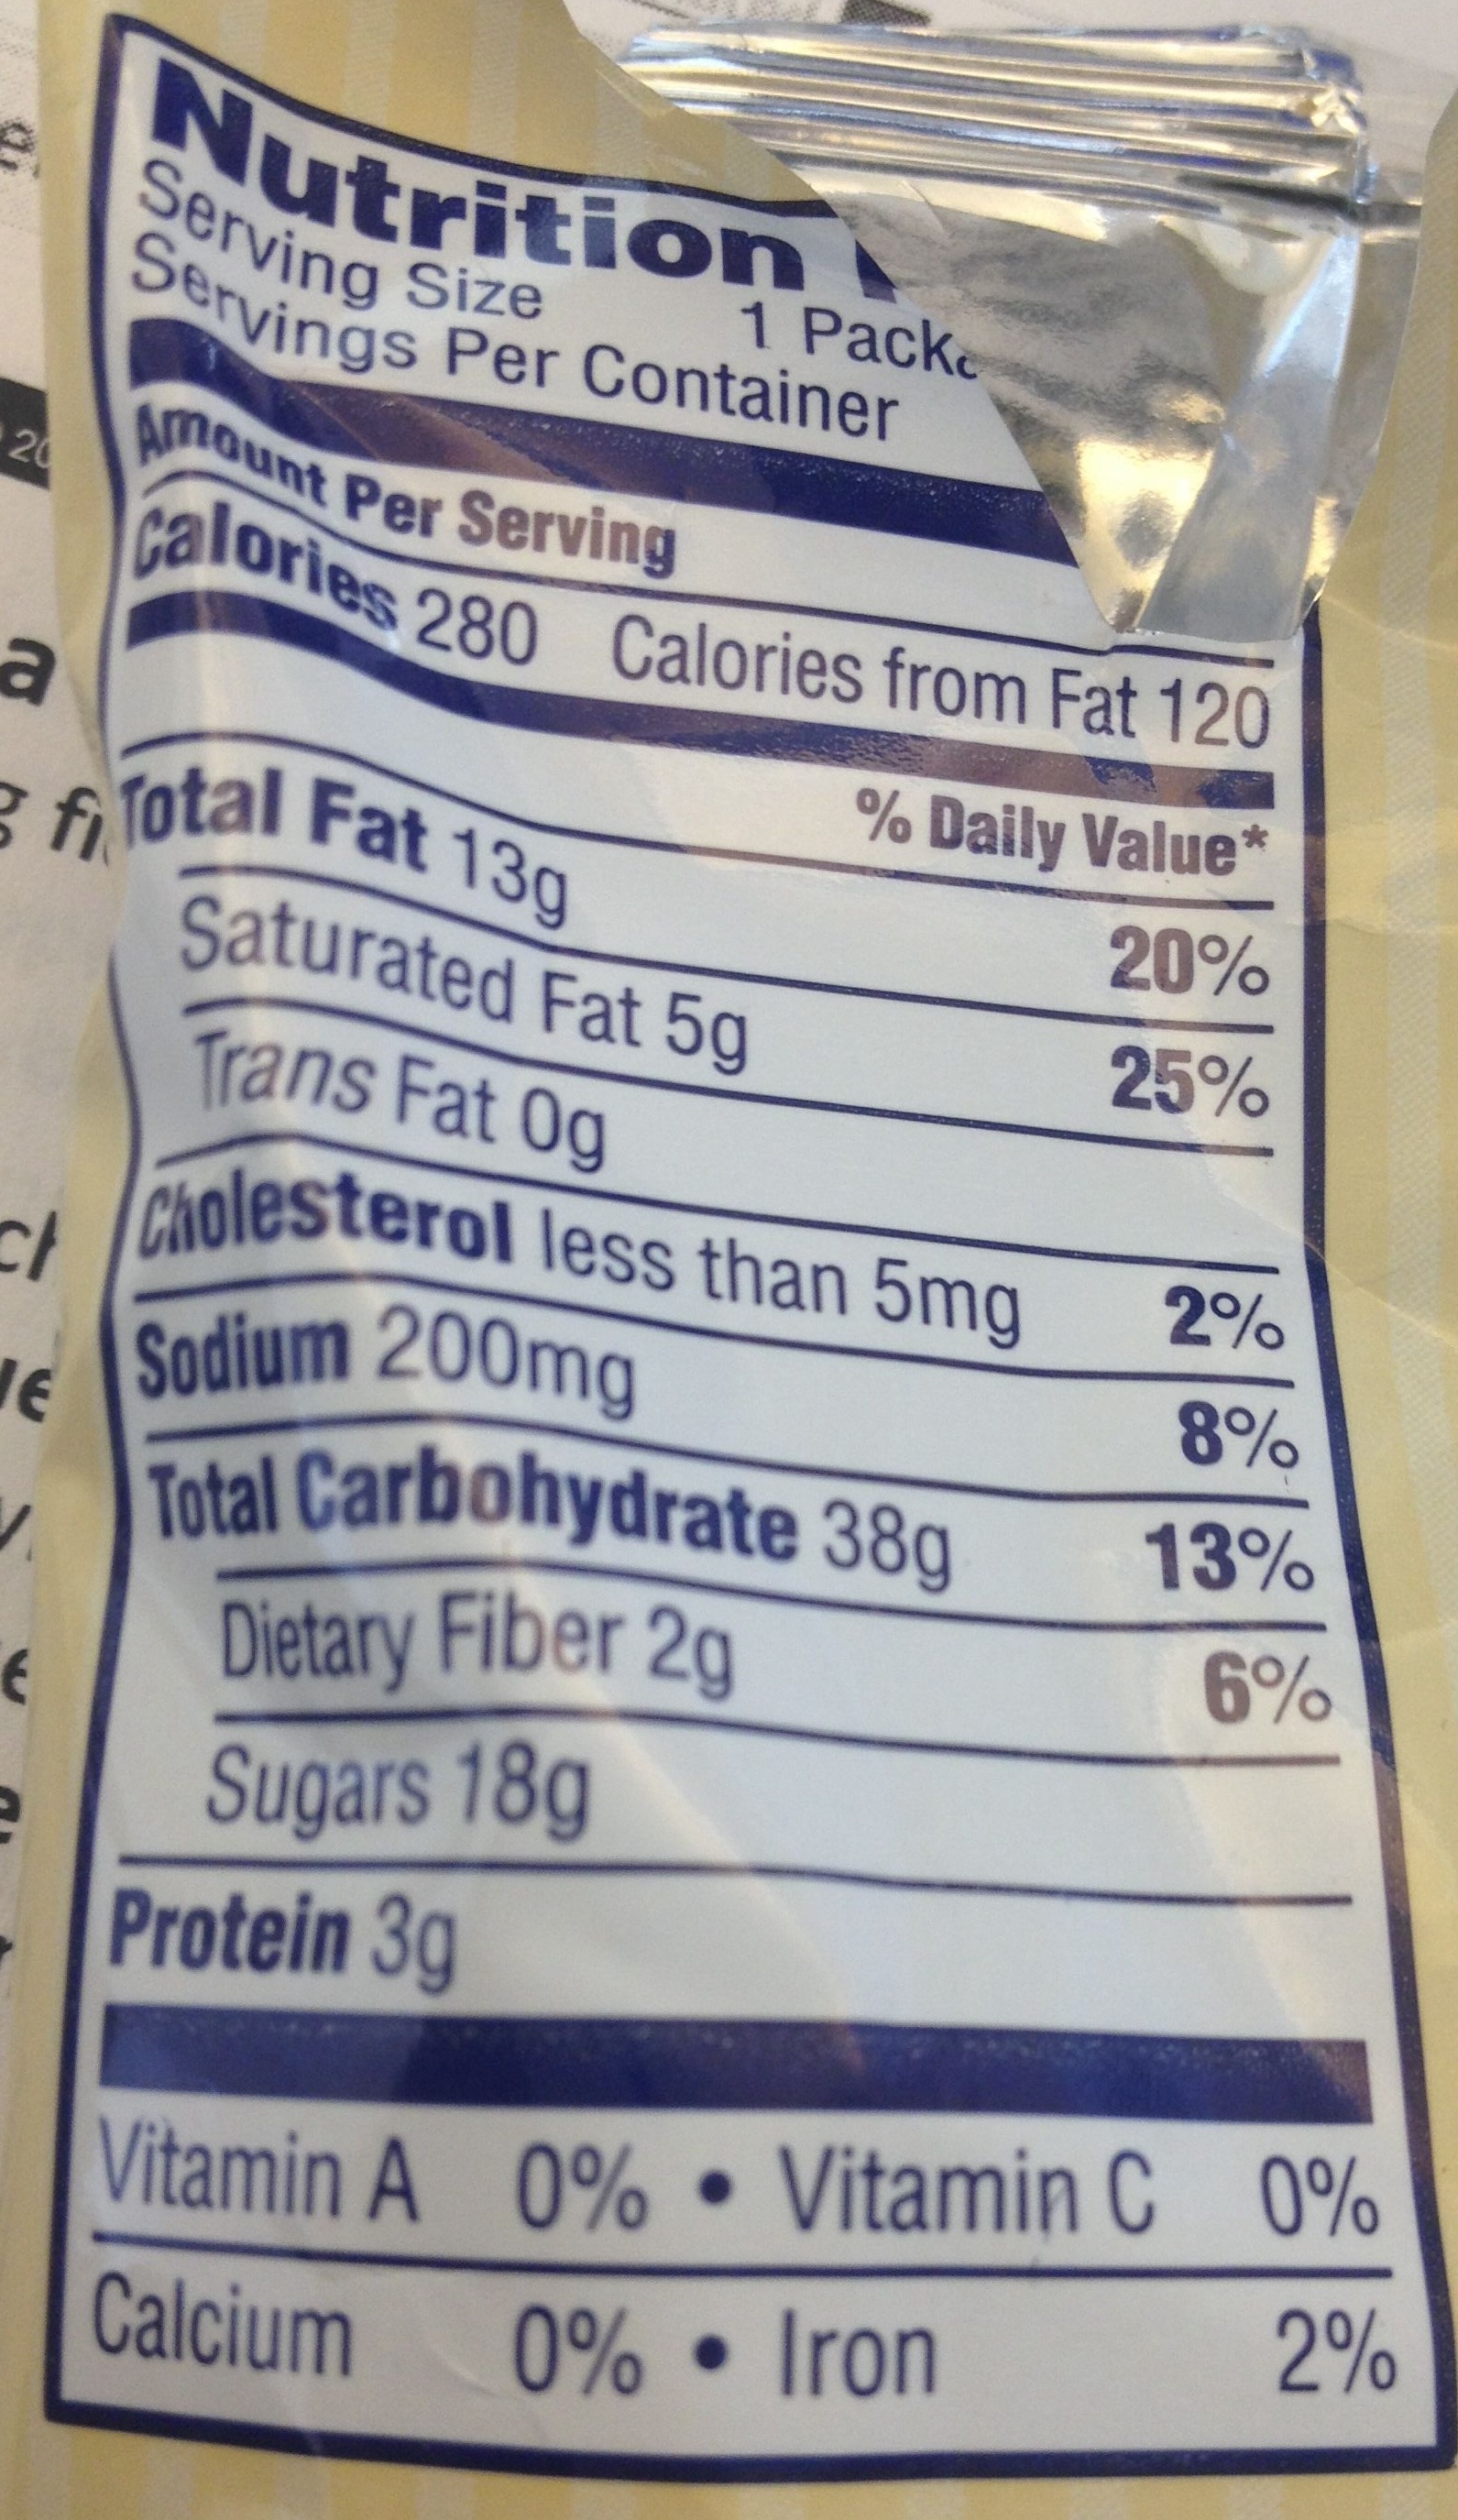 Nutrition
Serving Size 1 Pack
Servings Per Container
Amount Per Serving
Calories 280 Calories from Fat 120
% Daily Value*
Total Fat 13g 20%
Saturated Fat 5g 25%
Trans Fat 0g
Cholesterol less than 5mg 2%
Sodium 200mg 8%
Total Carbohydrate 38g 13%
Dietary Fiber 2g 6%
Sugars 18g
Protein 3g
Vitamin A 0% • Vitamin C 0%
Calcium 0% • Iron 2%